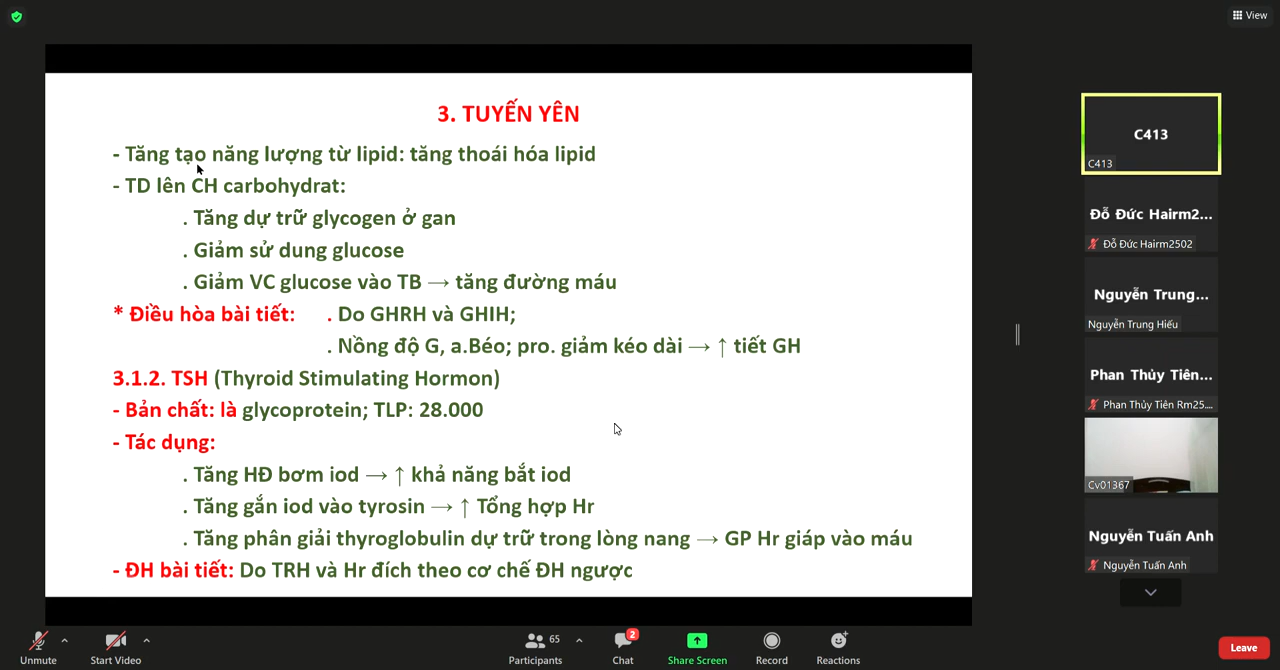 View
3. TUYẾN YÊN
- Tăng tạo năng lượng từ lipid: tăng thoái hóa lipid
- TD lên CH carbohydrat:
. Tăng dự trữ glycogen ở gan
. Giảm sử dung glucose
. Giảm VC glucose vào TB → tăng đường máu
* Điều hòa bài tiết: . Do GHRH và GHIH;
. Nồng độ G, a.Béo; pro. giảm kéo dài → ↑ tiết GH
3.1.2. TSH (Thyroid Stimulating Hormon)
- Bản chất: là glycoprotein; TLP: 28.000
- Tác dụng:
. Tăng HĐ bơm iod → ↑ khả năng bắt iod
. Tăng gắn iod vào tyrosin → ↑ Tổng hợp Hr
. Tăng phân giải thyroglobulin dự trữ trong lòng nang → GP Hr giáp vào máu
- ĐH bài tiết: Do TRH và Hr đích theo cơ chế ĐH ngược
C413
C413
Đỗ Đức Hairm2...
Đỗ Đức Hairm2502
Nguyễn Trung...
Nguyễn Trung Hiếu
Phan Thủy Tiên...
Phan Thủy Tiên Rm25....
Cv01367
Nguyễn Tuấn Anh
Nguyễn Tuấn Anh
Unmute
Start Video
65
Participants
2
Chat
Share Screen
Record
Reactions
Leave